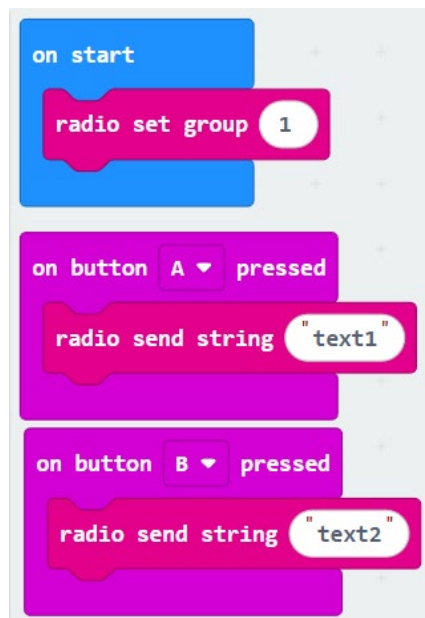 on start
radio set group 1
on button A pressed
radio send string "text1"
on button B pressed
radio send string "text2"